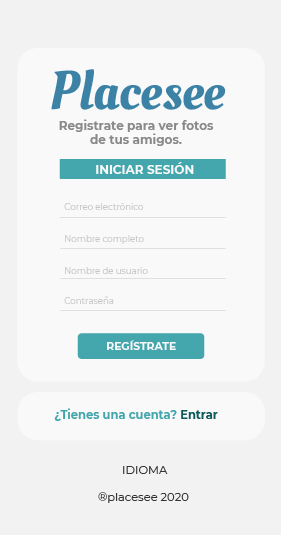 Placesee
Registrate para ver fotos
de tus amigos.
INICIAR SESIÓN
Correo electrónico
Nombre completo
Nombre de usuario
Contraseña
REGÍSTRATE
¿Tienes una cuenta? Entrar
IDIOMA
®placesee 2020